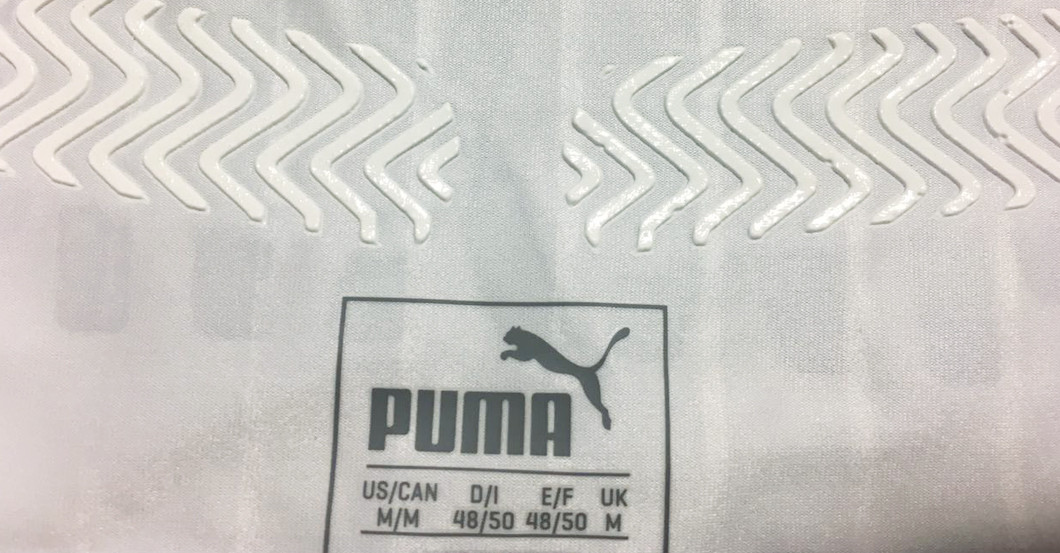 PUMA
US/CAN D/I E/F UK
M/M 48/50 48/50 M